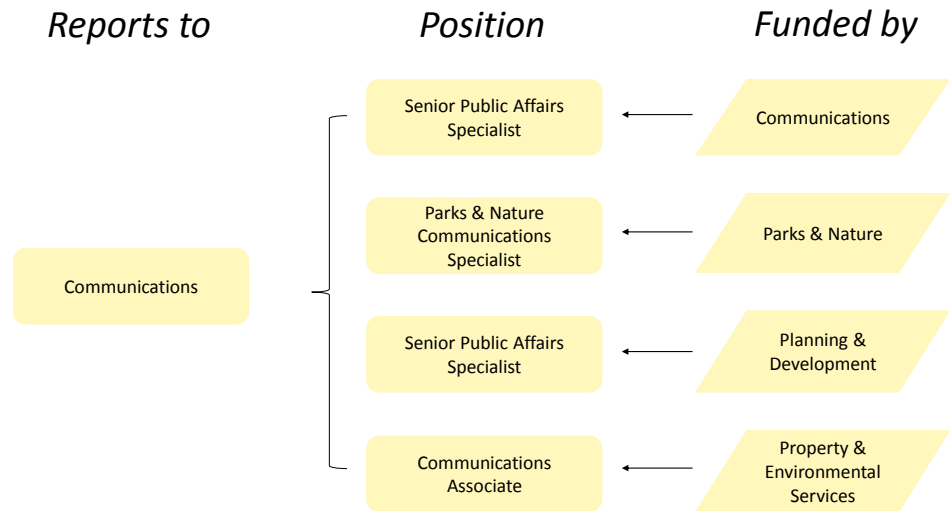 Reports to
Position
Funded by
Senior Public Affairs
Specialist
Communications
Parks & Nature
Communications
Specialist
Parks & Nature
Communications
Senior Public Affairs
Specialist
Planning &
Development
Communications
Associate
Property &
Environmental
Services